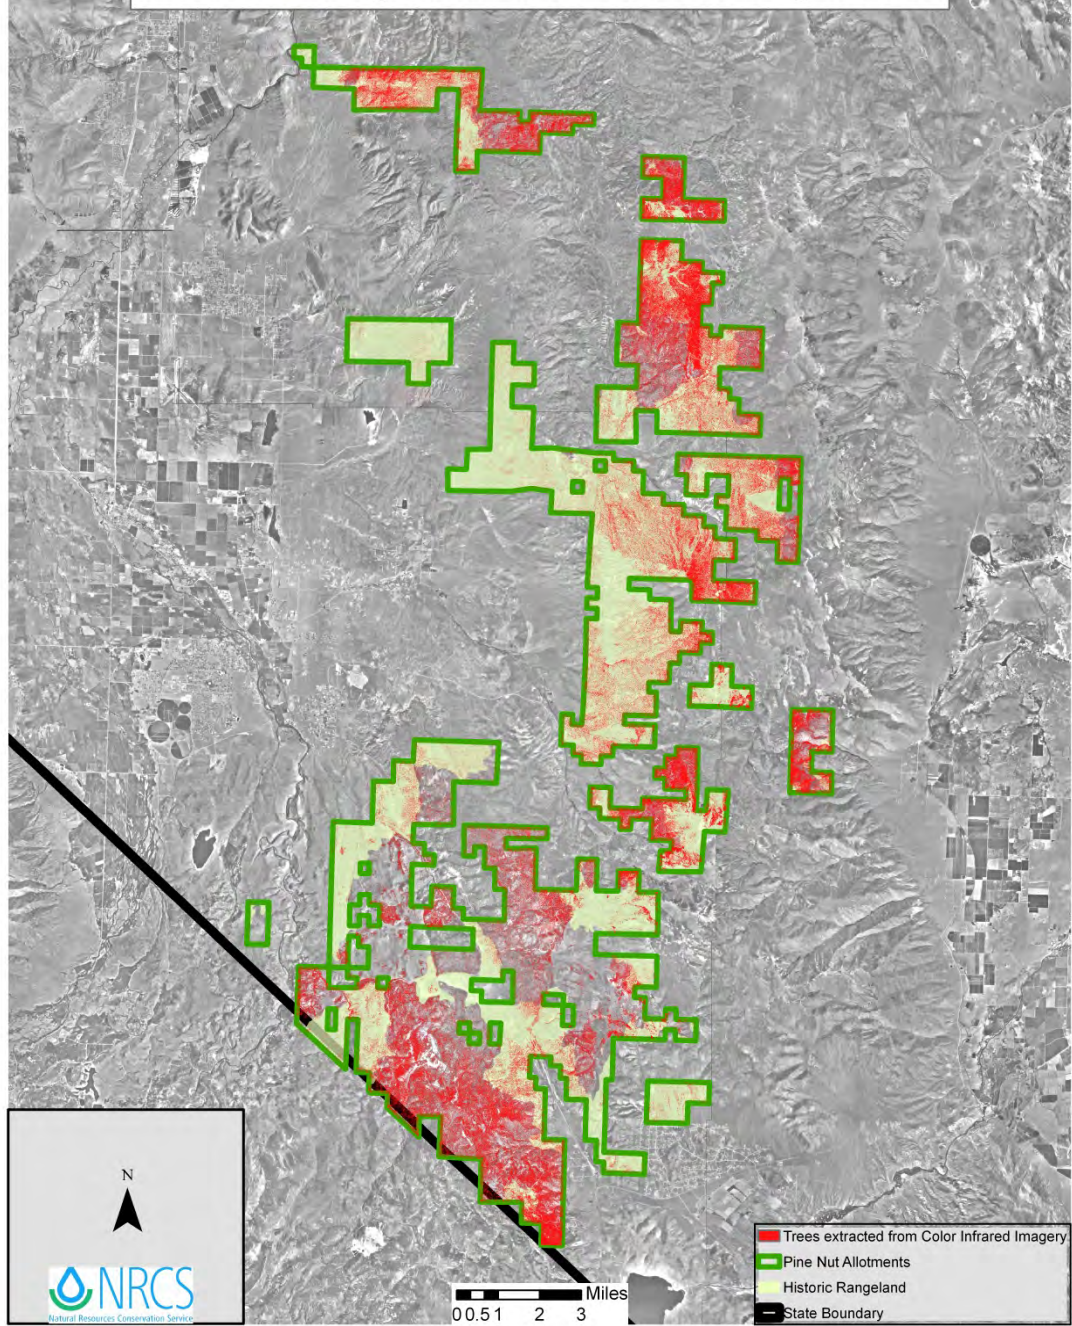 N
NRCS
Natural Resources Conservation Service
Miles
0 0.5 1 2 3
Trees extracted from Color Infrared Imagery
Pine Nut Allotments
Historic Rangeland
State Boundary